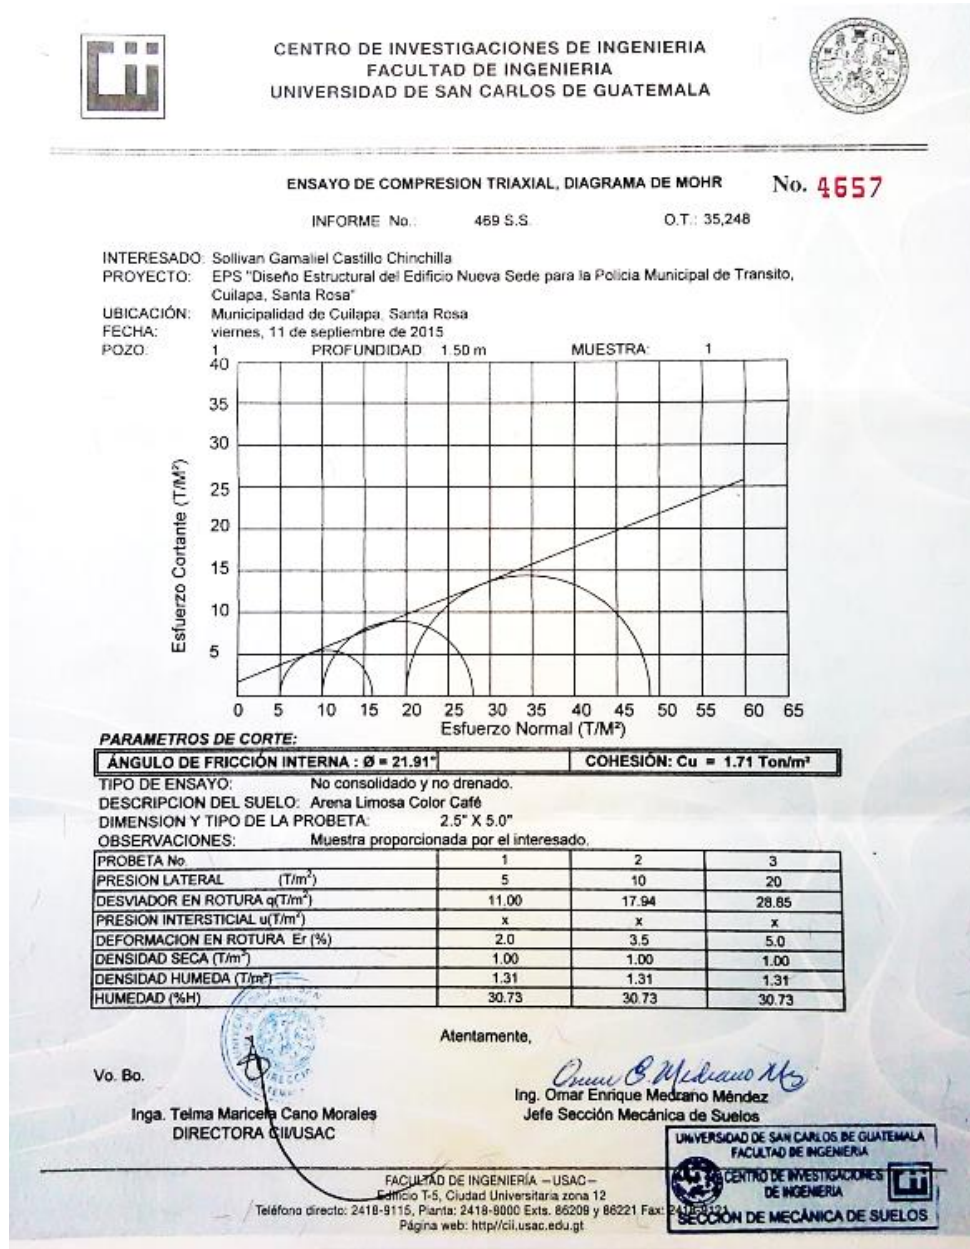 Cii
CENTRO DE INVESTIGACIONES DE INGENIERIA
FACULTAD DE INGENIERIA
UNIVERSIDAD DE SAN CARLOS DE GUATEMALA
ENSAYO DE COMPRESION TRIAXIAL, DIAGRAMA DE MOHR No. 4657
INFORME No.: 469 S.S. O.T.: 35,248
INTERESADO: Sollivan Gamaliel Castillo Chinchilla
PROYECTO: EPS "Diseño Estructural del Edificio Nueva Sede para la Policia Municipal de Transito,
Cuilapa, Santa Rosa"
UBICACIÓN: Municipalidad de Cuilapa, Santa Rosa
FECHA: viernes, 11 de septiembre de 2015
POZO: 1 PROFUNDIDAD: 1.50 m MUESTRA: 1
40
35
30
25
20
15
10
5
Esfuerzo Cortante (T/M²)
0 5 10 15 20 25 30 35 40 45 50 55 60 65
Esfuerzo Normal (T/M²)
PARAMETROS DE CORTE:
ÁNGULO DE FRICCIÓN INTERNA : Ø = 21.91° COHESIÓN: Cu = 1.71 Ton/m²
TIPO DE ENSAYO: No consolidado y no drenado.
DESCRIPCION DEL SUELO: Arena Limosa Color Café
DIMENSION Y TIPO DE LA PROBETA: 2.5" X 5.0"
OBSERVACIONES: Muestra proporcionada por el interesado.
PROBETA No. 1 2 3
PRESION LATERAL (T/m²) 5 10 20
DESVIADOR EN ROTURA q(T/m²) 11.00 17.94 28.85
PRESION INTERSTICIAL u(T/m²) x x x
DEFORMACION EN ROTURA Er (%) 2.0 3.5 5.0
DENSIDAD SECA (T/m³) 1.00 1.00 1.00
DENSIDAD HUMEDA (T/m³) 1.31 1.31 1.31
HUMEDAD (%H) 30.73 30.73 30.73
Atentamente,
Vo. Bo.
Inga. Telma Maricela Cano Morales
DIRECTORA CII/USAC
Ing. Omar Enrique Medrano Méndez
Jefe Sección Mecánica de Suelos
UNIVERSIDAD DE SAN CARLOS DE GUATEMALA
FACULTAD DE INGENIERIA
CENTRO DE INVESTIGACIONES
DE INGENIERIA
Cii
SECCIÓN DE MECÁNICA DE SUELOS
FACULTAD DE INGENIERÍA —USAC—
Edificio T-5, Ciudad Universitaria zona 12
Teléfono directo: 2418-9115, Planta: 2418-8000 Exts. 86209 y 86221 Fax: 2418-9121
Página web: http//cii.usac.edu.gt